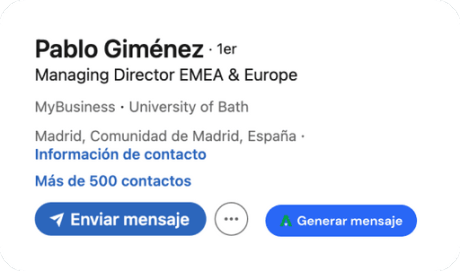 Pablo Giménez · 1er
Managing Director EMEA & Europe
MyBusiness · University of Bath
Madrid, Comunidad de Madrid, España ·
Información de contacto
Más de 500 contactos
Enviar mensaje ··· Generar mensaje